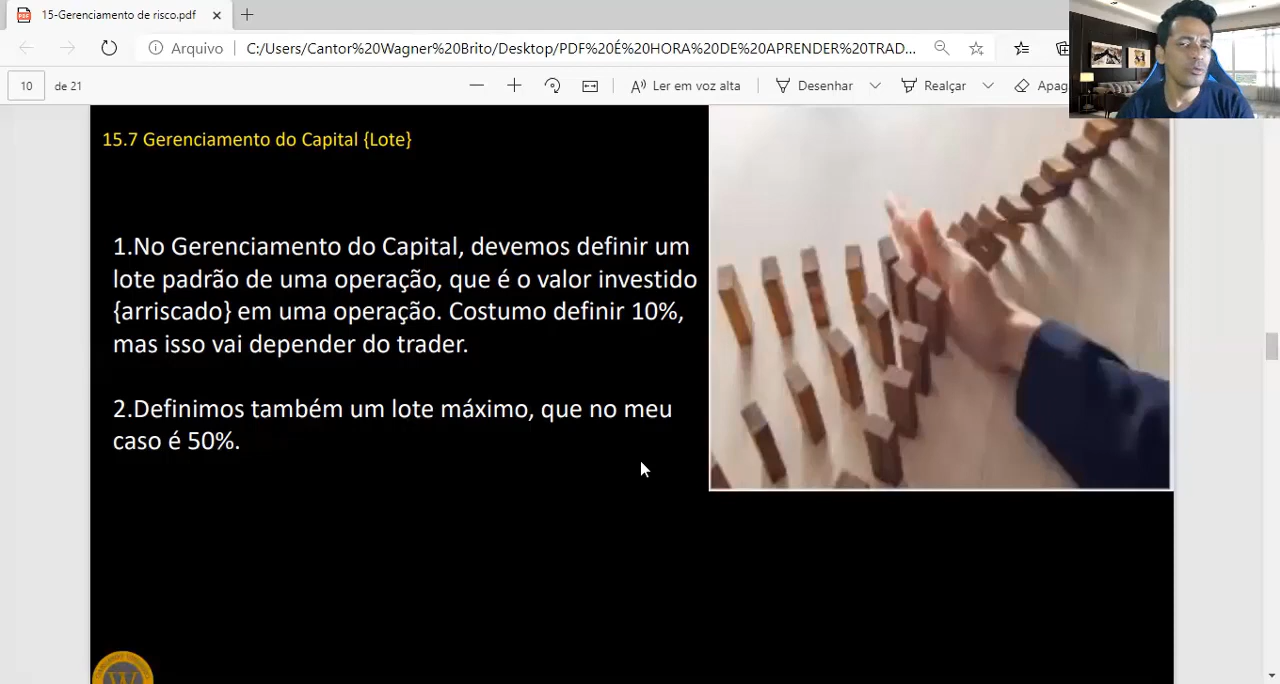 15-Gerenciamento de risco.pdf
Arquivo
C:/Users/Cantor%20Wagner%20Brito/Desktop/PDF%20É%20HORA%20DE%20APRENDER%20TRAD...
10 de 21
Ler em voz alta
Desenhar
Realçar
Apag
15.7 Gerenciamento do Capital {Lote}
1.No Gerenciamento do Capital, devemos definir um
lote padrão de uma operação, que é o valor investido
{arriscado} em uma operação. Costumo definir 10%,
mas isso vai depender do trader.
2.Definimos também um lote máximo, que no meu
caso é 50%.